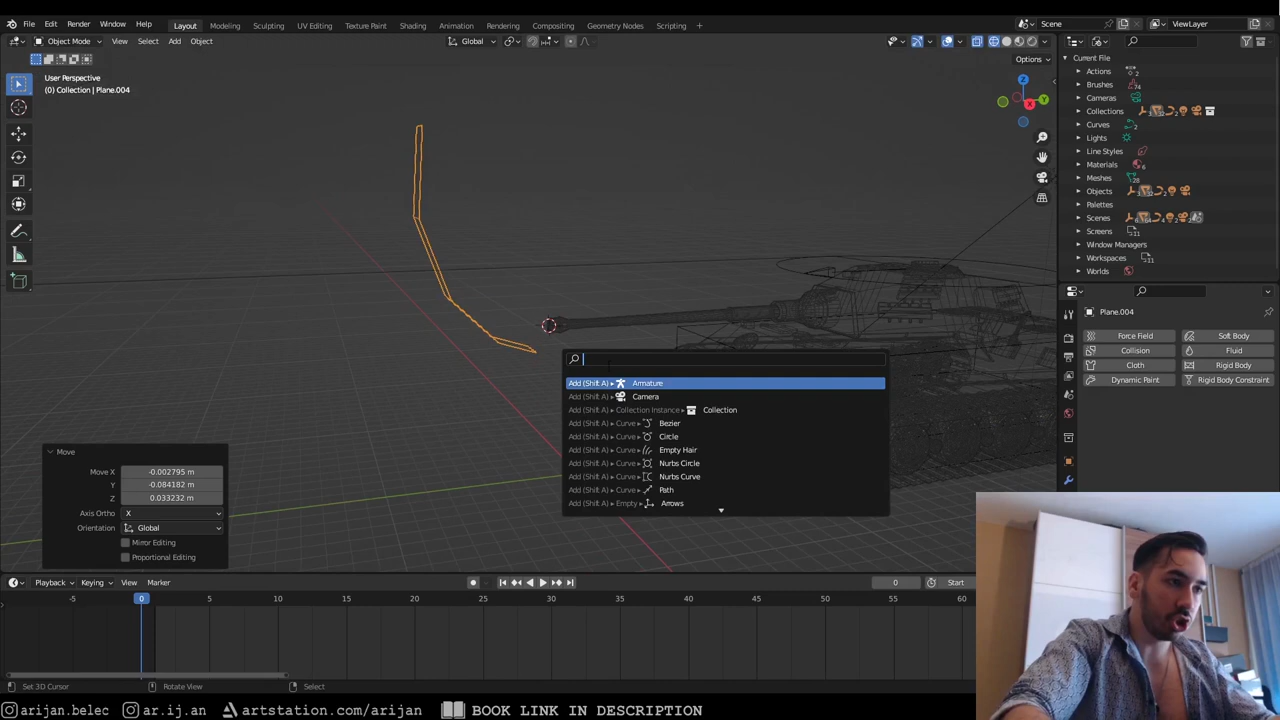 File Edit Render Window Help Layout Modeling Sculpting UV Editing Texture Paint Shading Animation Rendering Compositing Geometry Nodes Scripting + Scene ViewLayer
Object Mode View Select Add Object Global
Options
User Perspective
(0) Collection | Plane.004
Z
Y
X
Current File
Actions 2
Brushes 74
Cameras
Collections
Curves 2
Lights
Line Styles
Materials 6
Meshes 28
Objects
Palettes
Scenes
Screens 11
Window Managers
Workspaces 11
Worlds
Plane.004
Force Field Soft Body
Collision Fluid
Cloth Rigid Body
Dynamic Paint Rigid Body Constraint
Add (Shift A) ▸ Armature
Add (Shift A) ▸ Camera
Add (Shift A) ▸ Collection Instance ▸ Collection
Add (Shift A) ▸ Curve ▸ Bezier
Add (Shift A) ▸ Curve ▸ Circle
Add (Shift A) ▸ Curve ▸ Empty Hair
Add (Shift A) ▸ Curve ▸ Nurbs Circle
Add (Shift A) ▸ Curve ▸ Nurbs Curve
Add (Shift A) ▸ Curve ▸ Path
Add (Shift A) ▸ Empty ▸ Arrows
Move
Move X -0.002795 m
Y -0.084182 m
Z 0.033232 m
Axis Ortho X
Orientation Global
Mirror Editing
Proportional Editing
Playback Keying View Marker 0 Start
-5 0 5 10 15 20 25 30 35 40 45 50 55 60
Set 3D Cursor Rotate View Select
arijan.belec ar.ij.an artstation.com/arijan BOOK LINK IN DESCRIPTION